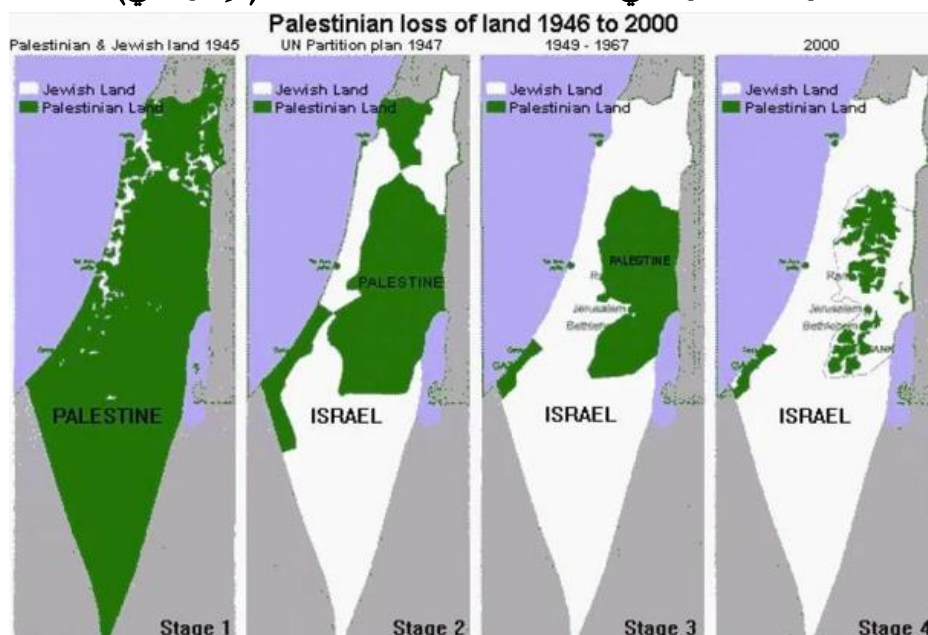 Palestinian loss of land 1946 to 2000
Palestinian & Jewish land 1945
UN Partition plan 1947
1949 - 1967
2000
Jewish Land
Palestinian Land
PALESTINE
Stage 1
Jewish Land
Palestinian Land
PALESTINE
ISRAEL
Stage 2
Jewish Land
Palestinian Land
PALESTINE
Jerusalem
Bethlehem
ISRAEL
Stage 3
Jewish Land
Palestinian Land
Jerusalem
Bethlehem
ISRAEL
Stage 4